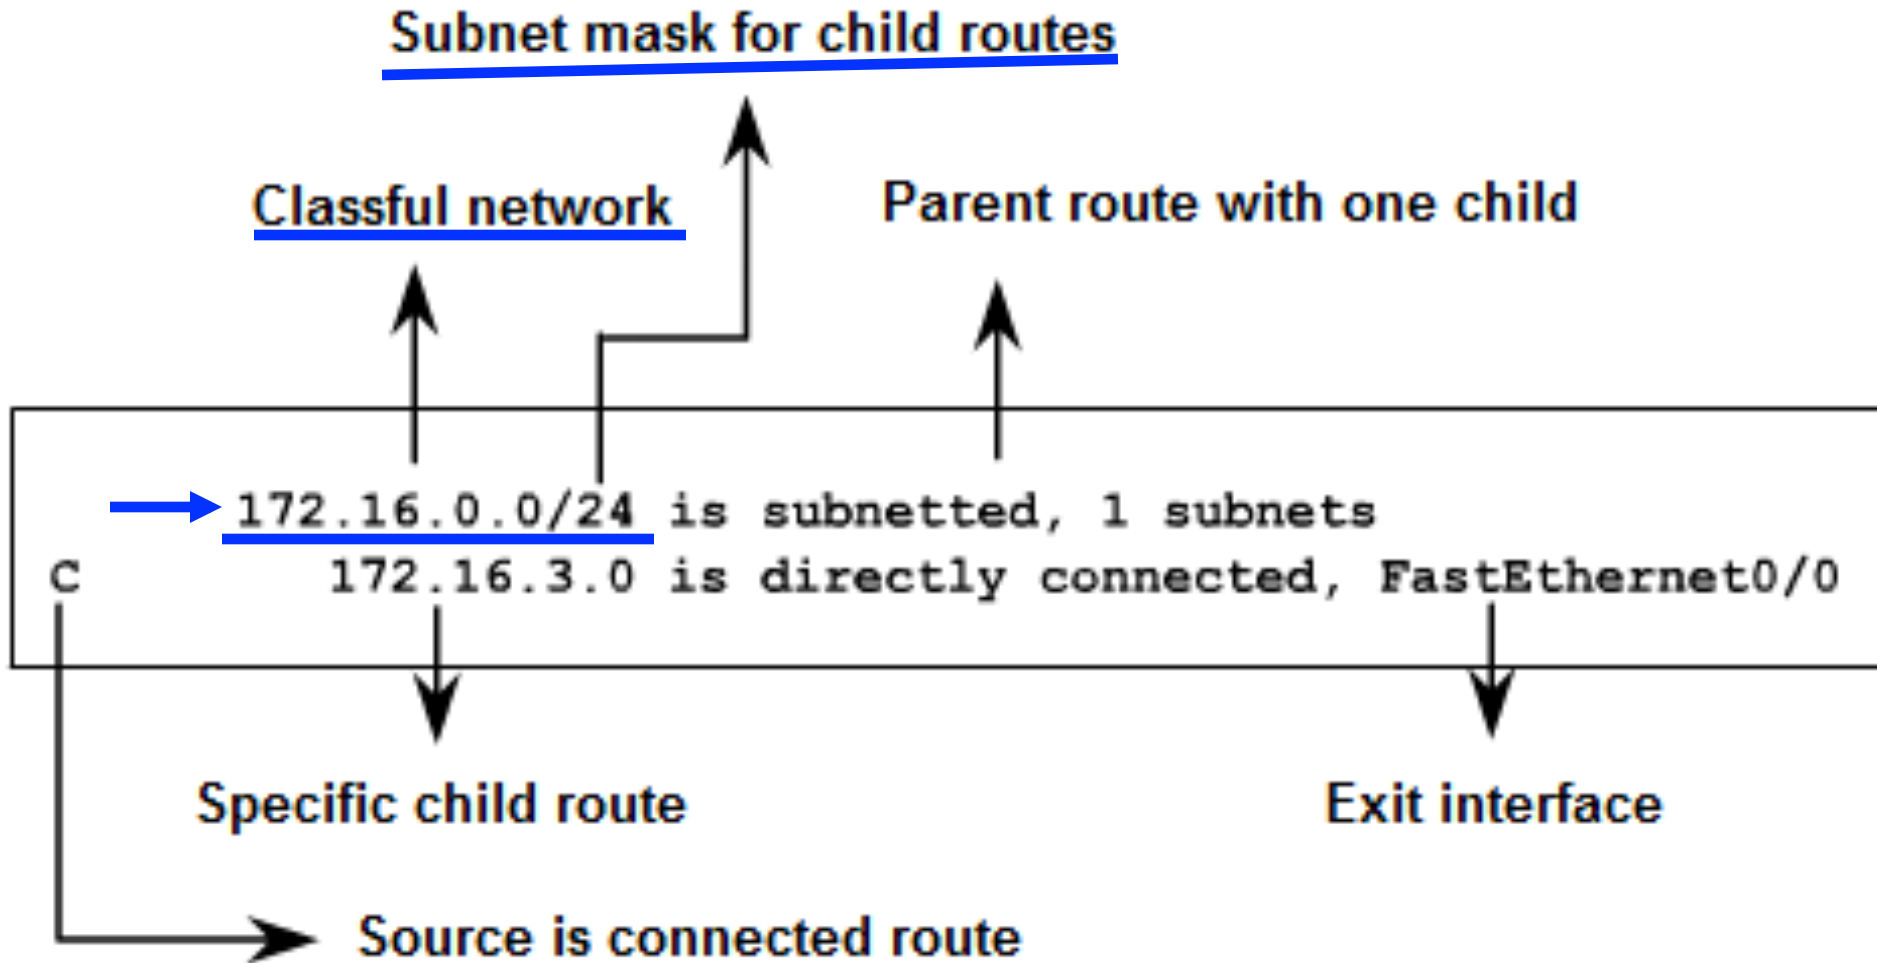 Subnet mask for child routes
Classful network
Parent route with one child
172.16.0.0/24 is subnetted, 1 subnets
C 172.16.3.0 is directly connected, FastEthernet0/0
Specific child route
Exit interface
Source is connected route